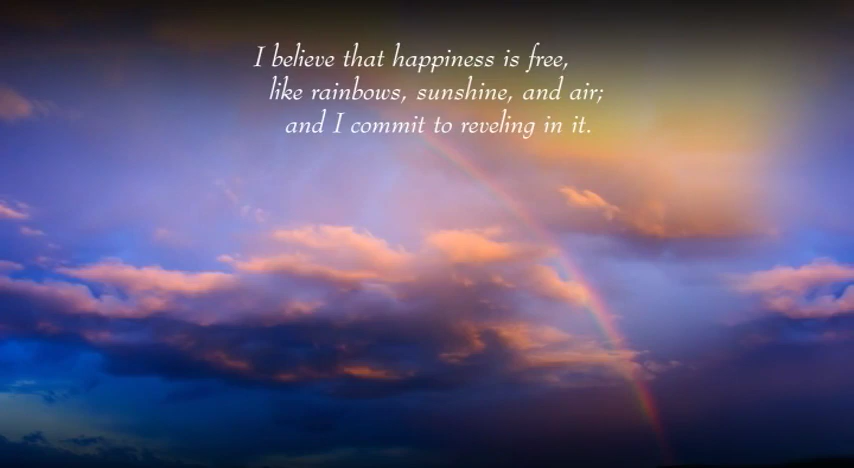 I believe that happiness is free,
like rainbows, sunshine, and air;
and I commit to reveling in it.